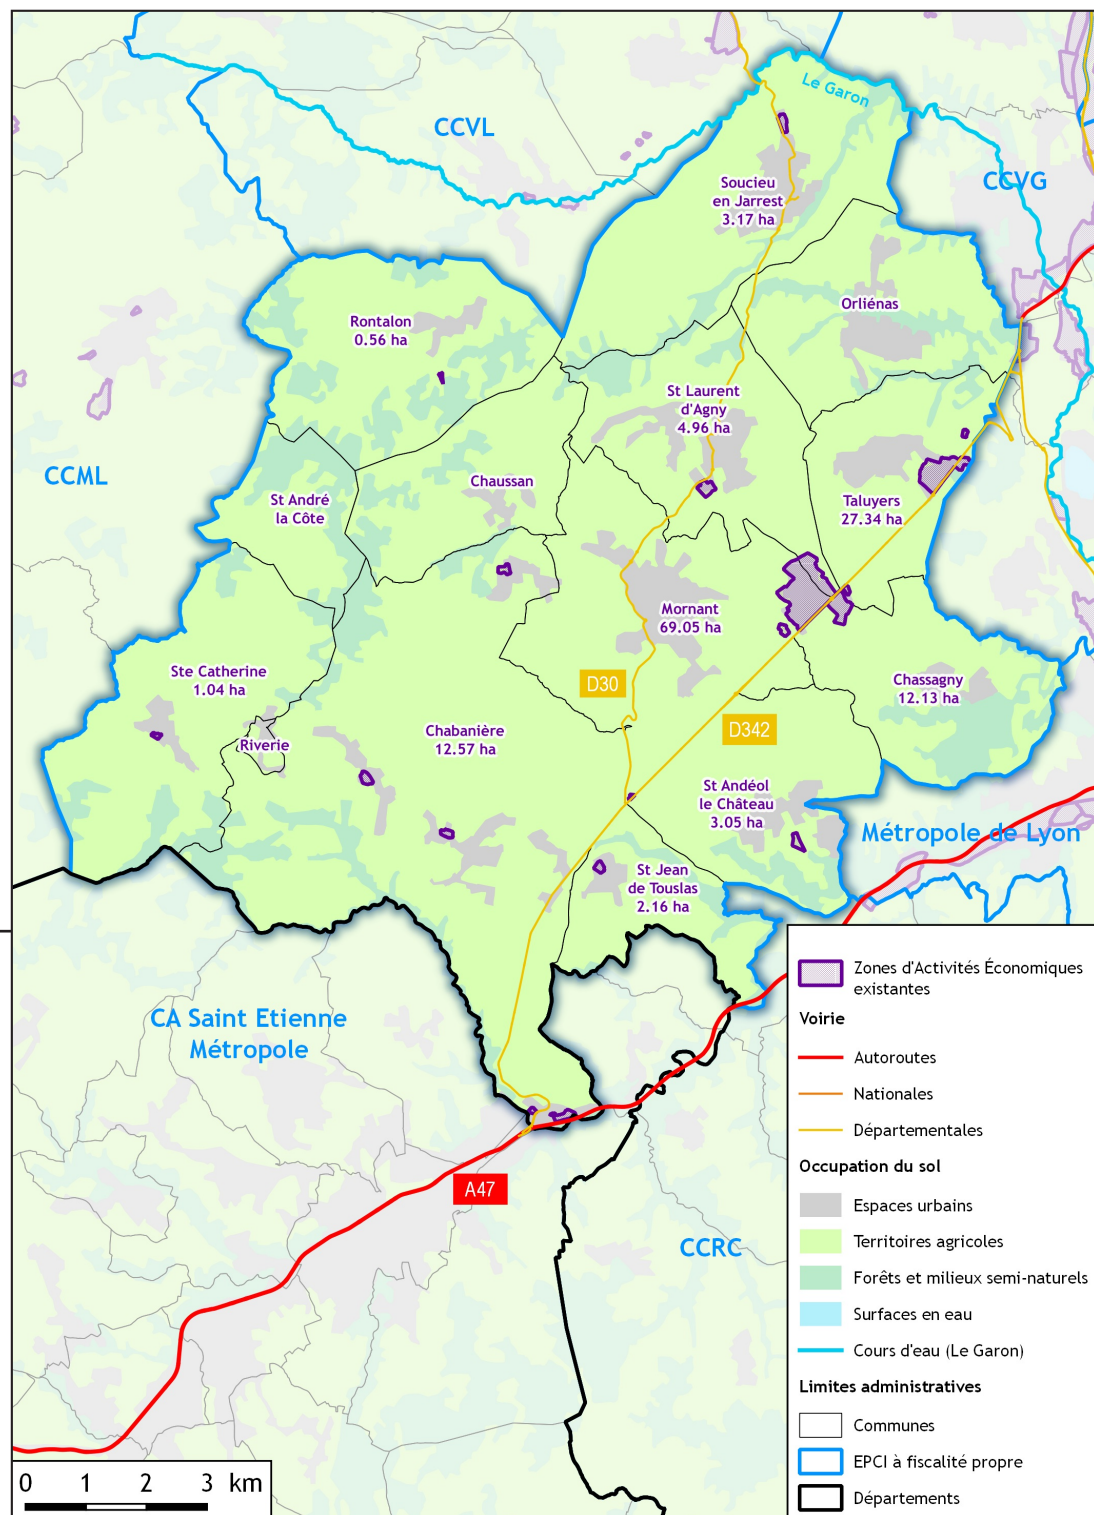 Le Garon
CCVL
CCVG
Soucieu
en Jarrest
3.17 ha
Orliénas
Rontalon
0.56 ha
St Laurent
d'Agny
4.96 ha
CCML
Chaussan
St André
la Côte
Taluyers
27.34 ha
Mornant
69.05 ha
Ste Catherine
1.04 ha
D30
Chassagny
12.13 ha
Riverie
Chabanière
12.57 ha
D342
St Andéol
le Château
3.05 ha
Métropole de Lyon
St Jean
de Touslas
2.16 ha
CA Saint Etienne
Métropole
A47
CCRC
Zones d'Activités Économiques
existantes
Voirie
Autoroutes
Nationales
Départementales
Occupation du sol
Espaces urbains
Territoires agricoles
Forêts et milieux semi-naturels
Surfaces en eau
Cours d'eau (Le Garon)
Limites administratives
Communes
EPCI à fiscalité propre
Départements
0 1 2 3 km